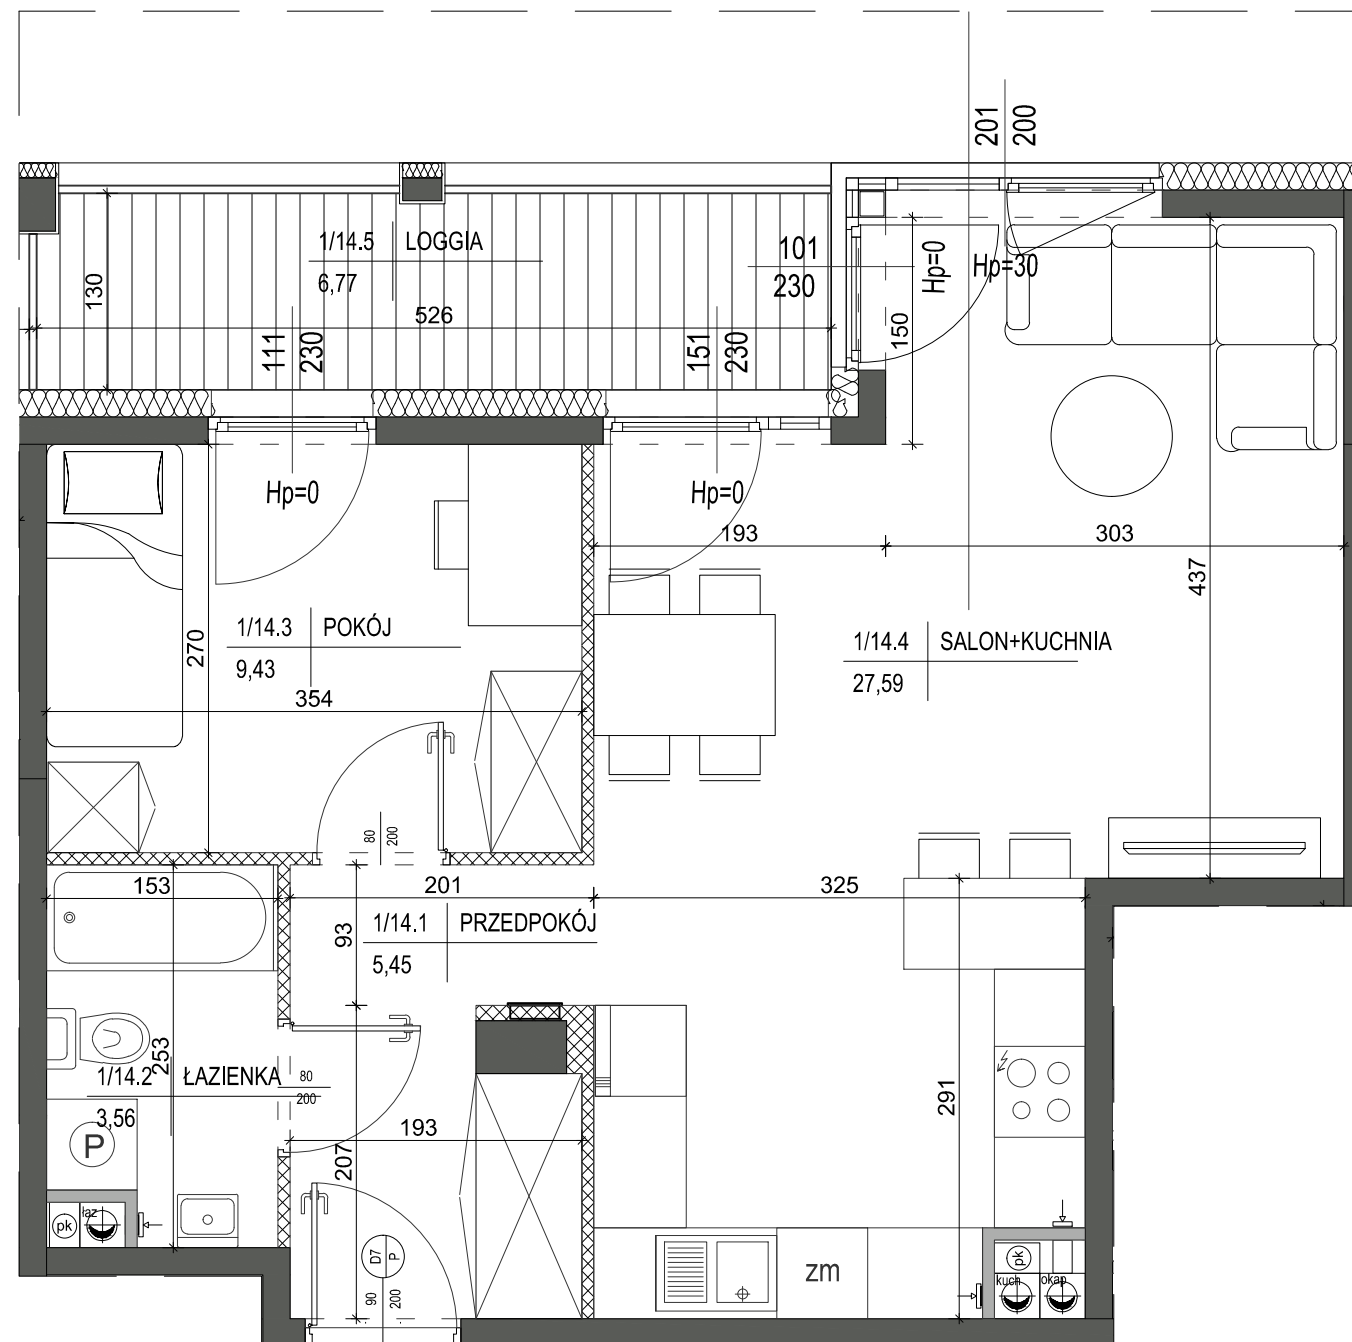 201
200
1/14.5 LOGGIA
6,77
101
230
Hp=0
Hp=30
130
526
150
111
230
151
230
Hp=0
Hp=0
193
303
437
1/14.3 POKÓJ
9,43
270
354
1/14.4 SALON+KUCHNIA
27,59
80
200
153
201
325
1/14.1 PRZEDPOKÓJ
5,45
93
253
1/14.2 ŁAZIENKA
3,56
80
200
P
193
207
291
pk
łaz
D7
P
90
200
zm
pk
kuch
okap